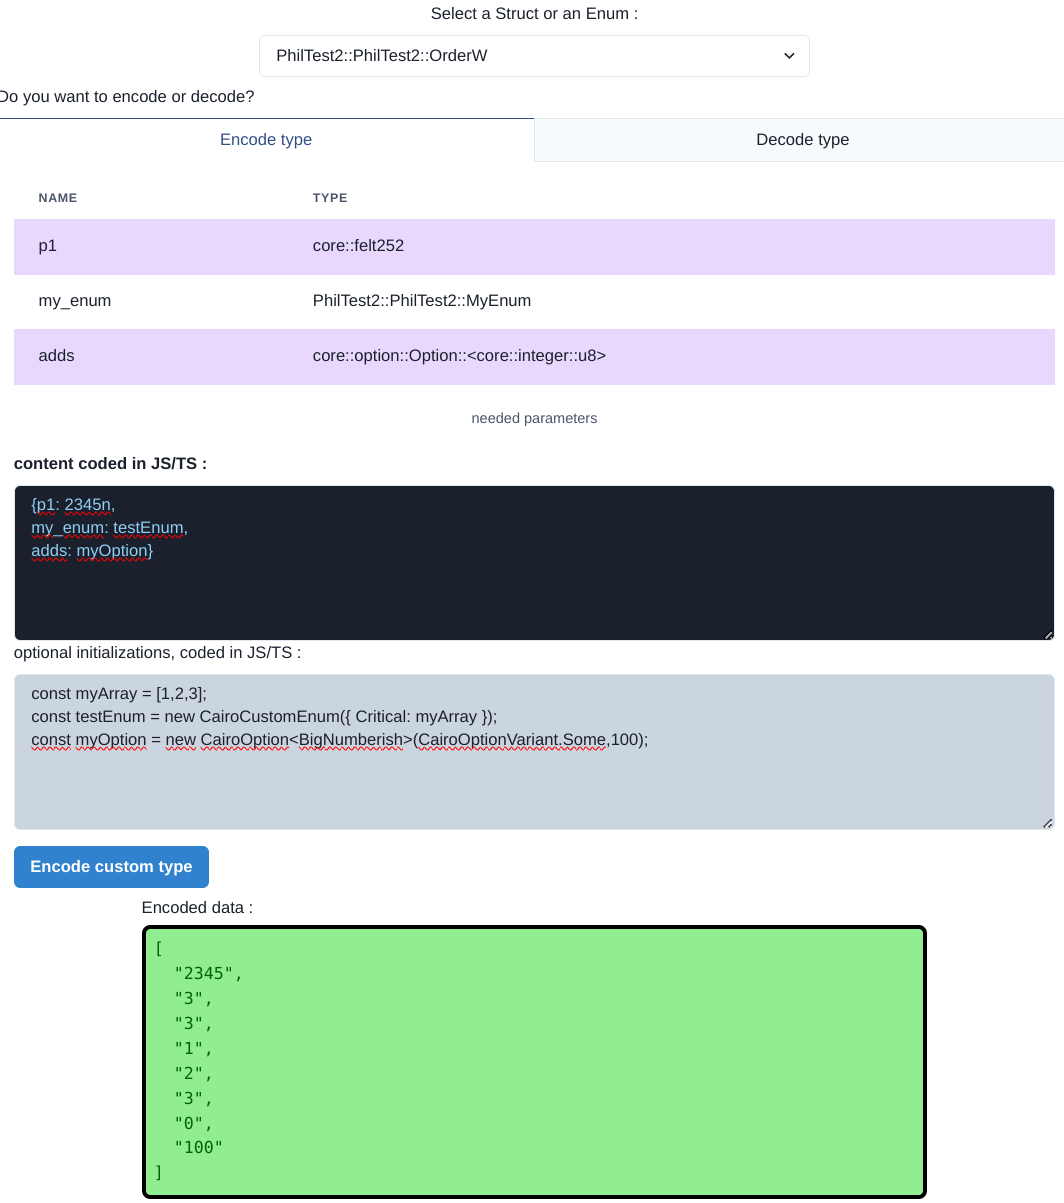 Select a Struct or an Enum :
PhilTest2::PhilTest2::OrderW
Do you want to encode or decode?
Encode type
Decode type
NAME TYPE
p1 core::felt252
my_enum PhilTest2::PhilTest2::MyEnum
adds core::option::Option::<core::integer::u8>
needed parameters
content coded in JS/TS :
{p1: 2345n,
my_enum: testEnum,
adds: myOption}
optional initializations, coded in JS/TS :
const myArray = [1,2,3];
const testEnum = new CairoCustomEnum({ Critical: myArray });
const myOption = new CairoOption<BigNumberish>(CairoOptionVariant.Some,100);
Encode custom type
Encoded data :
[
"2345",
"3",
"3",
"1",
"2",
"3",
"0",
"100"
]